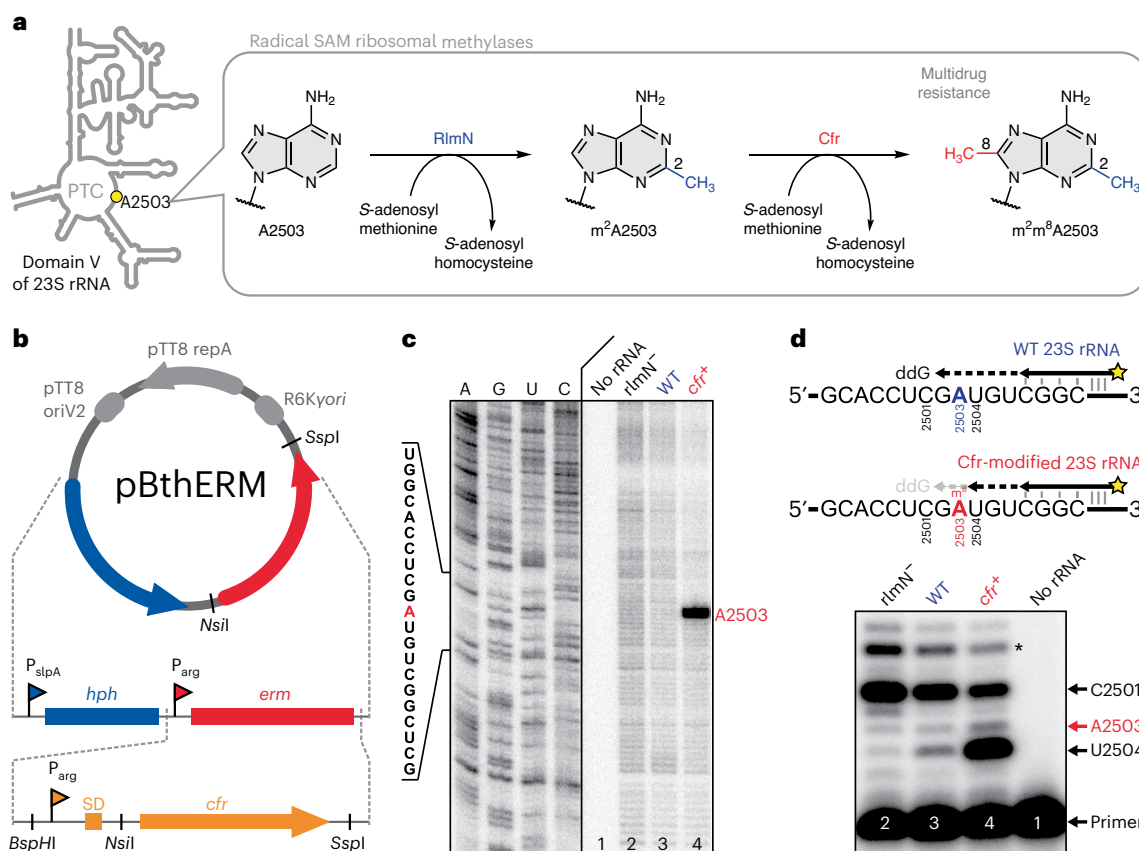 a
Radical SAM ribosomal methylases
PTC
A2503
Domain V
of 23S rRNA
NH2
N
N
N
N
A2503
RlmN
S-adenosyl
methionine
S-adenosyl
homocysteine
NH2
N
N
N
N
2
CH3
m2A2503
Cfr
S-adenosyl
methionine
S-adenosyl
homocysteine
Multidrug
resistance
NH2
N
N
N
N
8
H3C
2
CH3
m2m8A2503
b
pTT8 repA
pTT8
oriV2
R6Kγori
SspI
pBthERM
NsiI
PslpA
hph
Parg
erm
Parg
SD
cfr
BspHI
NsiI
SspI
c
A G U C
No rRNA
rlmN−
WT
cfr+
U
G
G
C
A
C
C
U
C
G
A
U
G
U
C
G
G
C
U
C
G
A2503
1 2 3 4
d
WT 23S rRNA
ddG
5′ GCACCUCGAUGUCGGC 3′
2501
2503
2504
Cfr-modified 23S rRNA
ddG
m8
5′ GCACCUCGAUGUCGGC 3′
2501
2503
2504
rlmN−
WT
cfr+
No rRNA
*
C2501
A2503
U2504
Primer
2 3 4 1